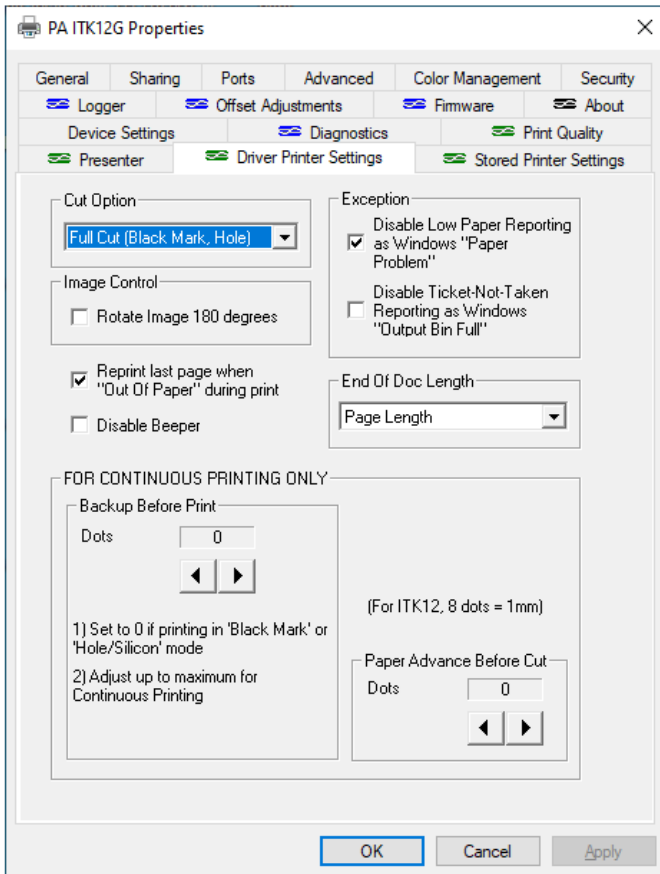 PA ITK12G Properties
General Sharing Ports Advanced Color Management Security
Logger Offset Adjustments Firmware About
Device Settings Diagnostics Print Quality
Presenter Driver Printer Settings Stored Printer Settings
Cut Option
Full Cut (Black Mark, Hole)
Image Control
Rotate Image 180 degrees
Reprint last page when
"Out Of Paper" during print
Disable Beeper
Exception
Disable Low Paper Reporting
as Windows "Paper
Problem"
Disable Ticket-Not-Taken
Reporting as Windows
"Output Bin Full"
End Of Doc Length
Page Length
FOR CONTINUOUS PRINTING ONLY
Backup Before Print
Dots 0
1) Set to 0 if printing in 'Black Mark' or
'Hole/Silicon' mode
2) Adjust up to maximum for
Continuous Printing
(For ITK12, 8 dots = 1mm)
Paper Advance Before Cut
Dots 0
OK Cancel Apply